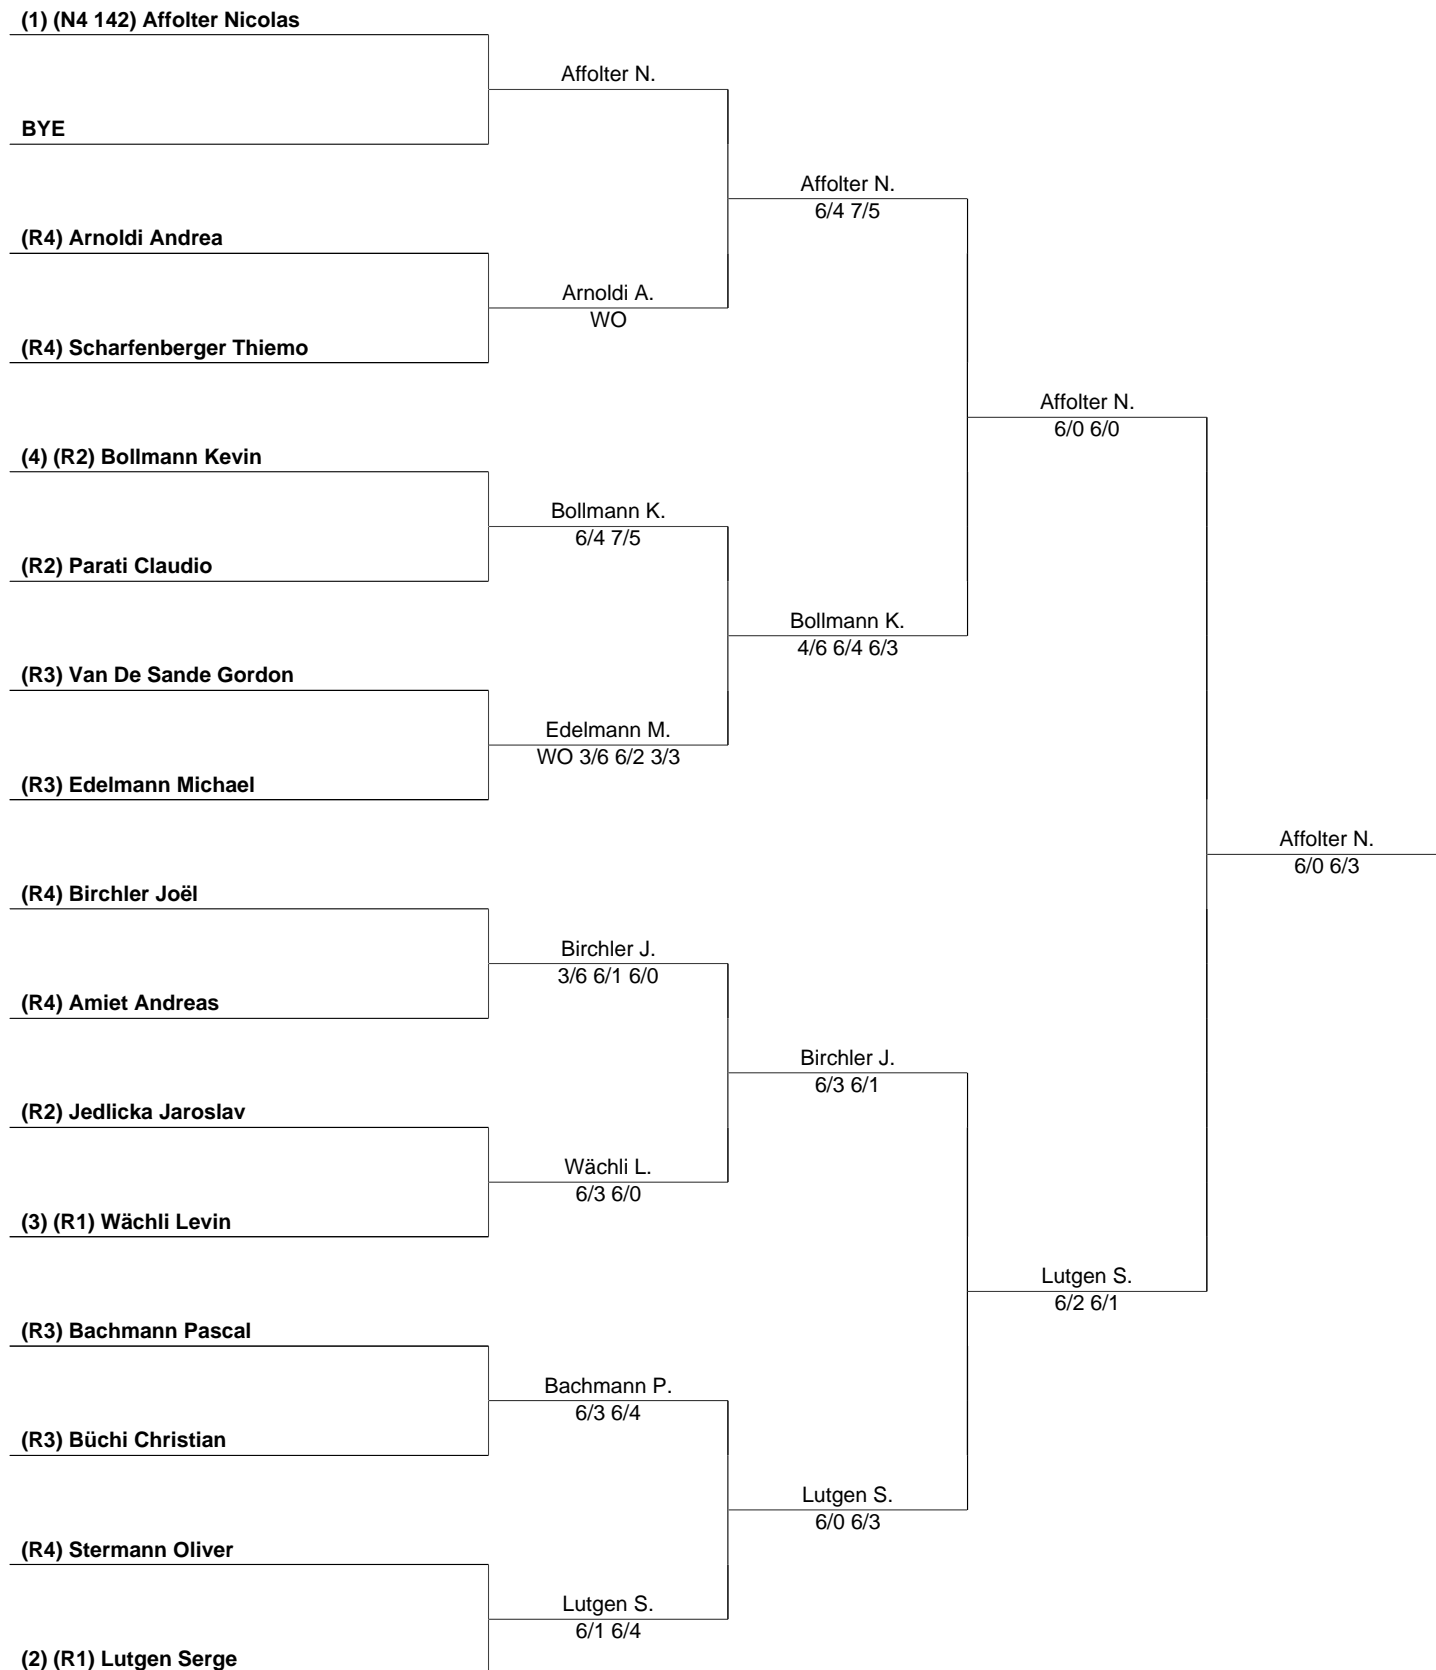 (1) (N4 142) Affolter Nicolas
Affolter N.
BYE
Affolter N.
6/4 7/5
(R4) Arnoldi Andrea
Arnoldi A.
WO
(R4) Scharfenberger Thiemo
Affolter N.
6/0 6/0
(4) (R2) Bollmann Kevin
Bollmann K.
6/4 7/5
(R2) Parati Claudio
Bollmann K.
4/6 6/4 6/3
(R3) Van De Sande Gordon
Edelmann M.
WO 3/6 6/2 3/3
(R3) Edelmann Michael
Affolter N.
6/0 6/3
(R4) Birchler Joël
Birchler J.
3/6 6/1 6/0
(R4) Amiet Andreas
Birchler J.
6/3 6/1
(R2) Jedlicka Jaroslav
Wächli L.
6/3 6/0
(3) (R1) Wächli Levin
Lutgen S.
6/2 6/1
(R3) Bachmann Pascal
Bachmann P.
6/3 6/4
(R3) Büchi Christian
Lutgen S.
6/0 6/3
(R4) Stermann Oliver
Lutgen S.
6/1 6/4
(2) (R1) Lutgen Serge